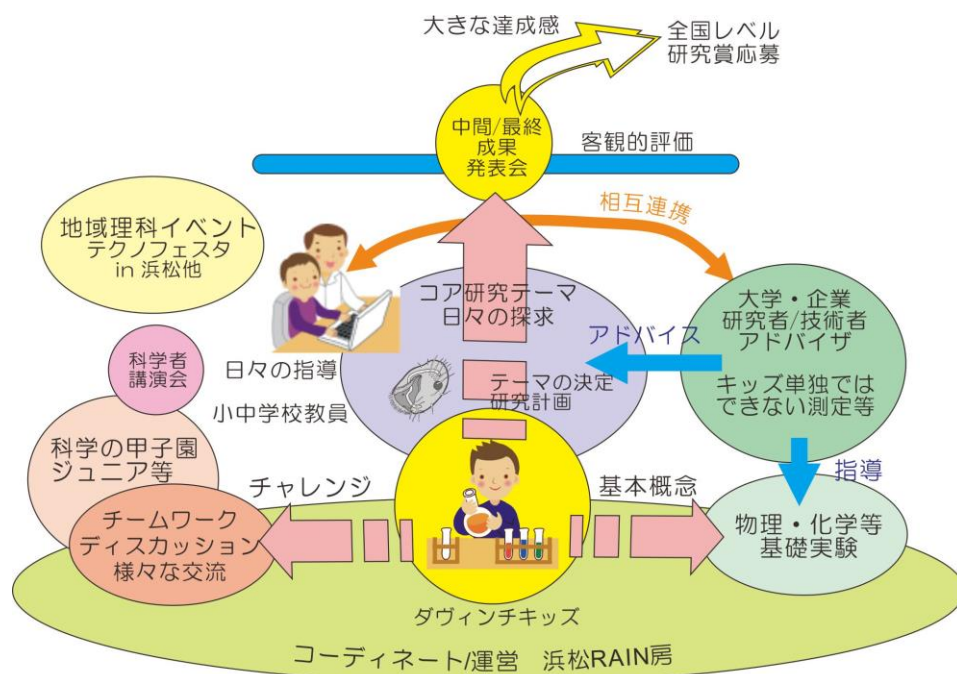 大きな達成感
全国レベル
研究賞応募
中間/最終
成果
発表会
客観的評価
相互連携
地域理科イベント
テクノフェスタ
in 浜松他
コア研究テーマ
日々の探求
大学・企業
研究者/技術者
アドバイザ
キッズ単独では
できない測定等
アドバイス
科学者
講演会
日々の指導
小中学校教員
テーマの決定
研究計画
科学の甲子園
ジュニア等
チャレンジ
基本概念
指導
チームワーク
ディスカッション
様々な交流
物理・化学等
基礎実験
ダヴィンチキッズ
コーディネート/運営 浜松RAIN房